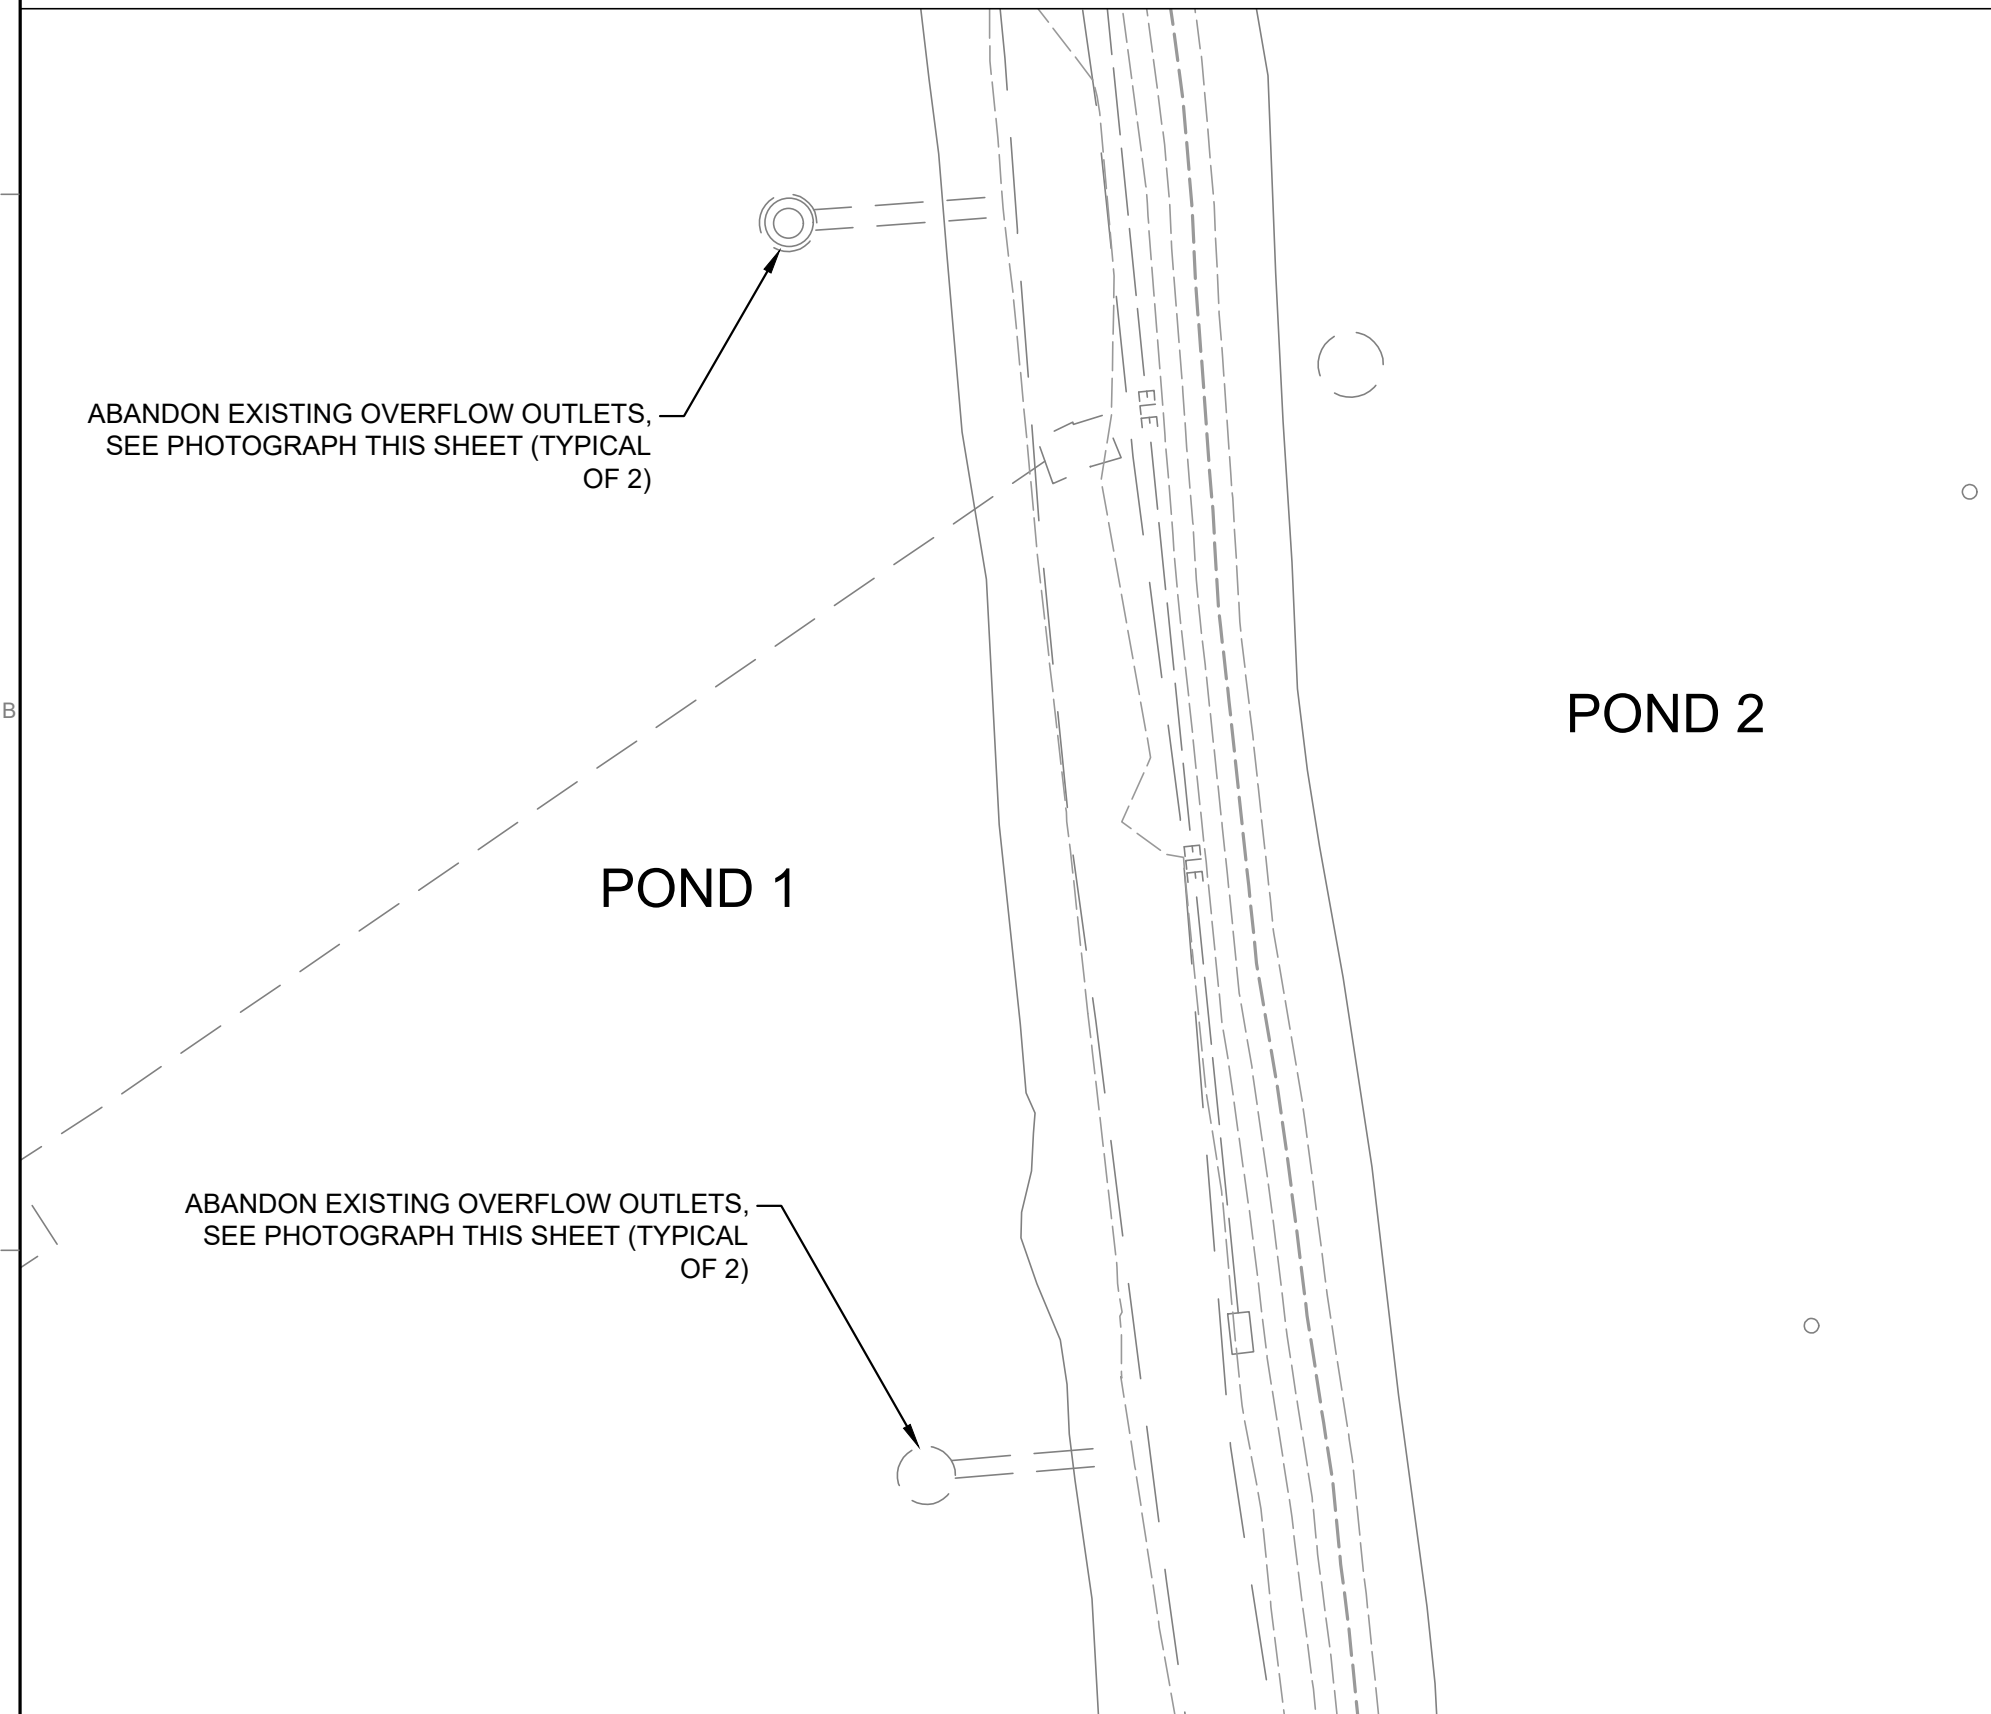 ABANDON EXISTING OVERFLOW OUTLETS,
SEE PHOTOGRAPH THIS SHEET (TYPICAL
OF 2)
ELE
B
POND 2
POND 1
ELE
ABANDON EXISTING OVERFLOW OUTLETS,
SEE PHOTOGRAPH THIS SHEET (TYPICAL
OF 2)